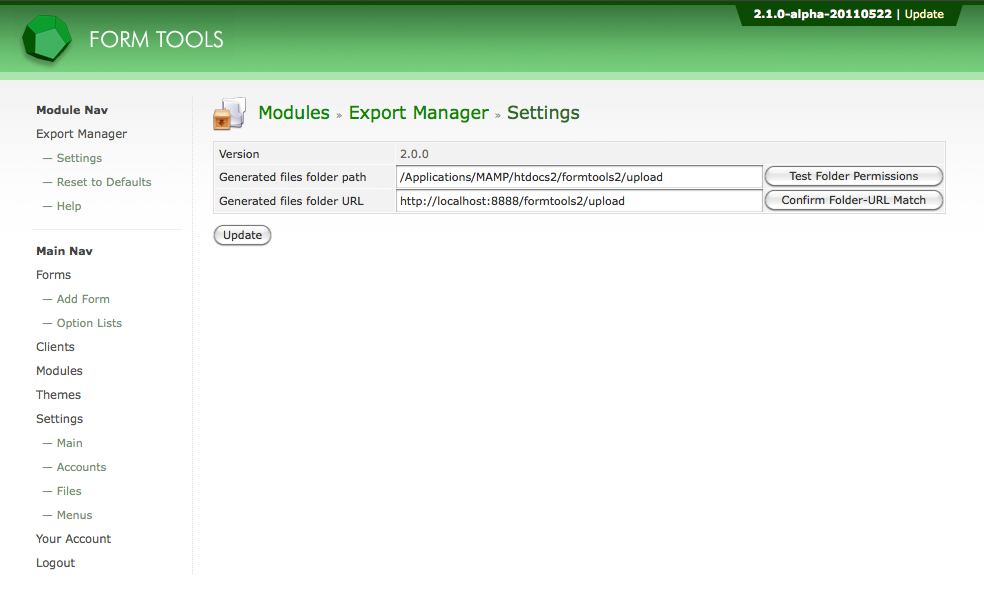 2.1.0-alpha-20110522 | Update
FORM TOOLS
Module Nav
Export Manager
— Settings
— Reset to Defaults
— Help
Main Nav
Forms
— Add Form
— Option Lists
Clients
Modules
Themes
Settings
— Main
— Accounts
— Files
— Menus
Your Account
Logout
Modules » Export Manager » Settings
Version 2.0.0
Generated files folder path /Applications/MAMP/htdocs2/formtools2/upload Test Folder Permissions
Generated files folder URL http://localhost:8888/formtools2/upload Confirm Folder-URL Match
Update